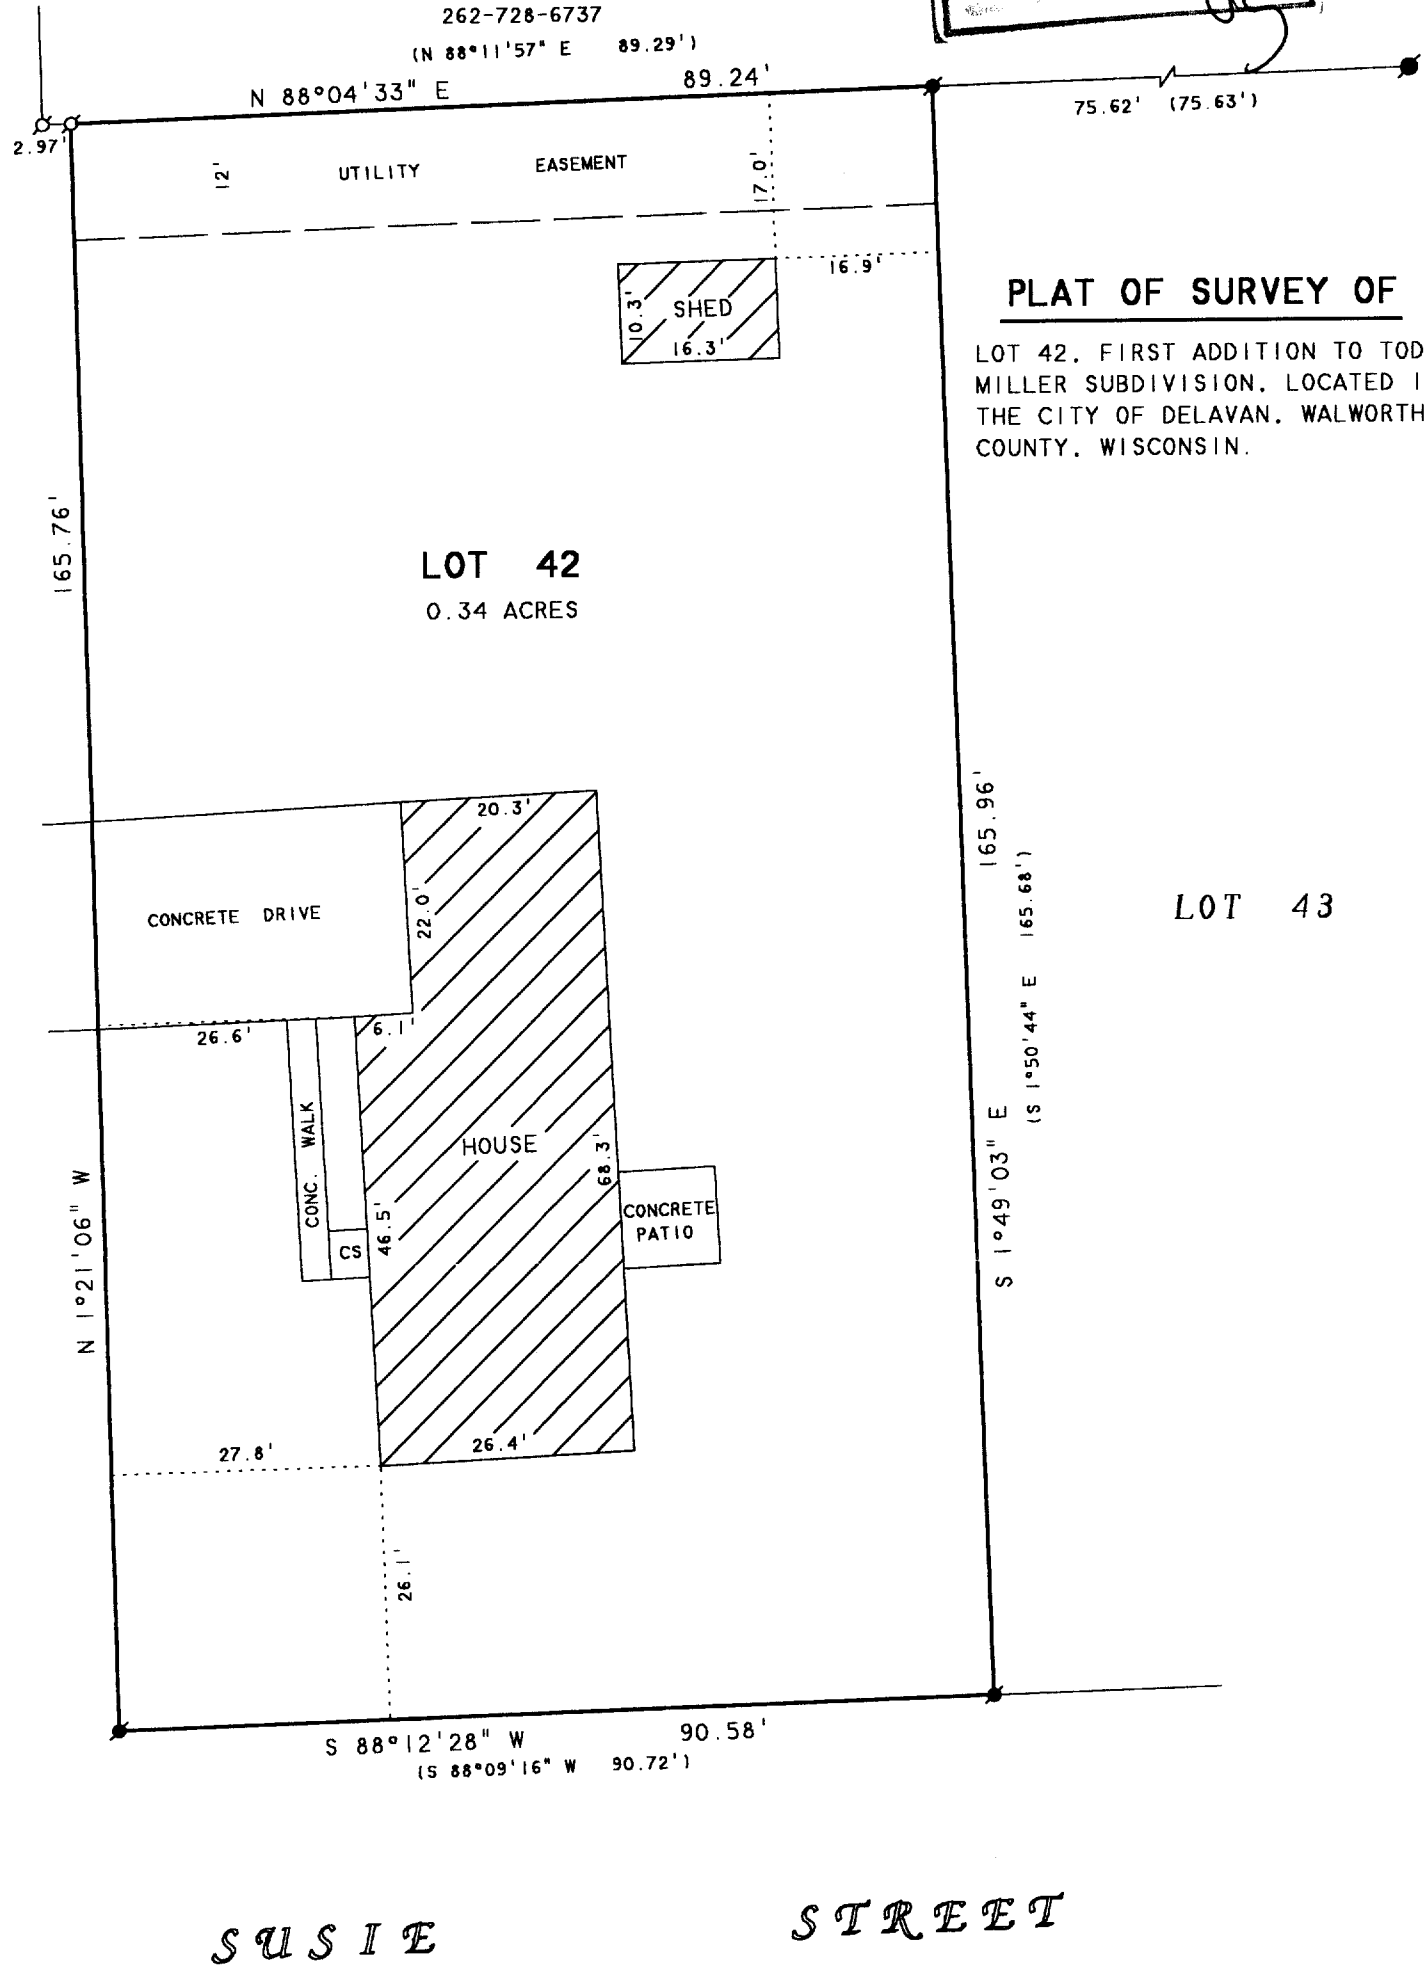 262-728-6737
(N 88°11'57" E 89.29')
N 88°04'33" E 89.24'
75.62' (75.63')
2.97'
12' UTILITY EASEMENT 17.0'
16.9'
10.3' SHED
16.3'
PLAT OF SURVEY OF
LOT 42. FIRST ADDITION TO TOD
MILLER SUBDIVISION. LOCATED I
THE CITY OF DELAVAN. WALWORTH
COUNTY. WISCONSIN.
165.76'
LOT 42
0.34 ACRES
20.3'
CONCRETE DRIVE
22.0'
165.96'
(S 1°50'44" E 165.68')
LOT 43
26.6'
6.1'
CONC. WALK
HOUSE
68.3'
S 1°49'03" E
N 1°21'06" W
CS
46.5'
CONCRETE
PATIO
27.8'
26.4'
26.1'
S 88°12'28" W 90.58'
(S 88°09'16" W 90.72')
SUSIE STREET